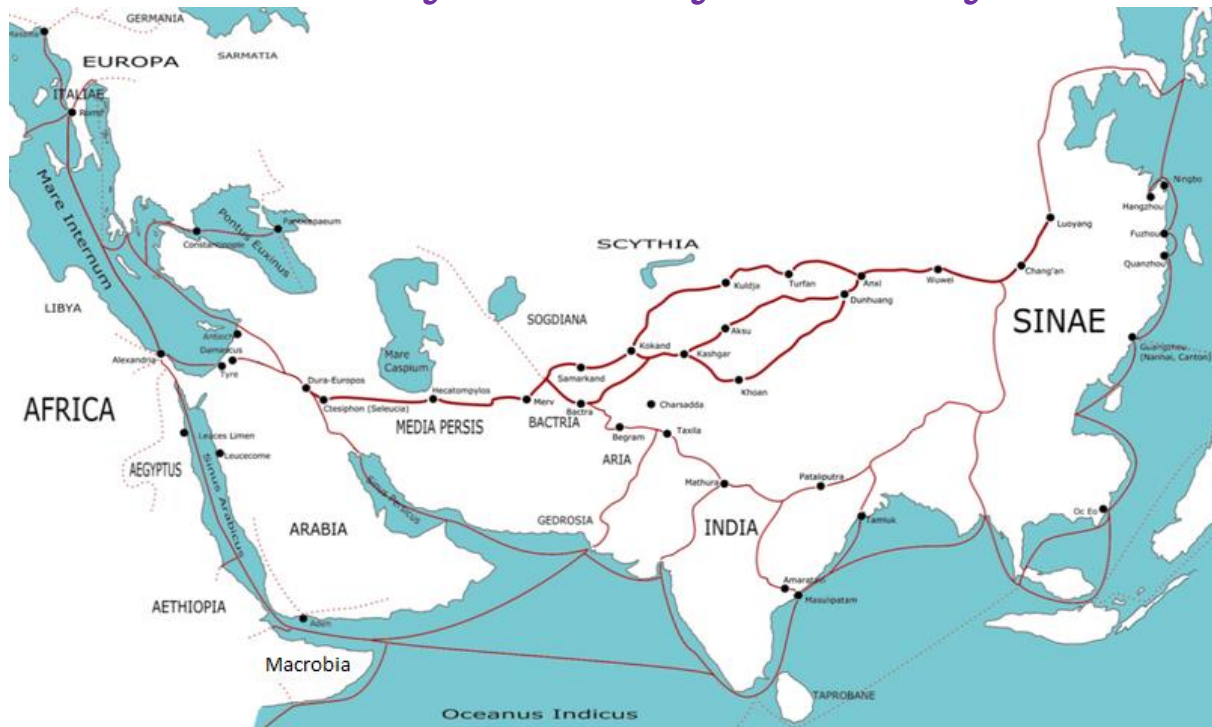 GERMANIA
SARMATIA
EUROPA
ITALIAE
Rome
Mare Internum
Pontus Euxinus
Panticapaeum
Constantinople
SCYTHIA
LIBYA
Antioch
Damascus
Tyre
Alexandria
Mare
Caspium
SOGDIANA
Kuldja
Turfan
Anxi
Wuwei
Chang'an
Luoyang
Ningbo
Hangzhou
Fuzhou
Quanzhou
Dunhuang
SINAE
Guangzhou
(Nanhai, Canton)
Aksu
Kokand
Kashgar
Khoan
Samarkand
Dura-Europos
Ctesiphon (Seleucia)
Hecatompylos
Merv
Bactra
Charsadda
AFRICA
MEDIA PERSIS
BACTRIA
Begram
Taxila
ARIA
Leaces Limen
Leucecome
AEGYPTUS
Sinus Arabicus
Sinus Persicus
Mathura
Pataliputra
ARABIA
GEDROSIA
INDIA
Tamluk
Oc Eo
AETHIOPIA
Aden
Masulipatam
Macrobia
TAPROBANE
Oceanus Indicus